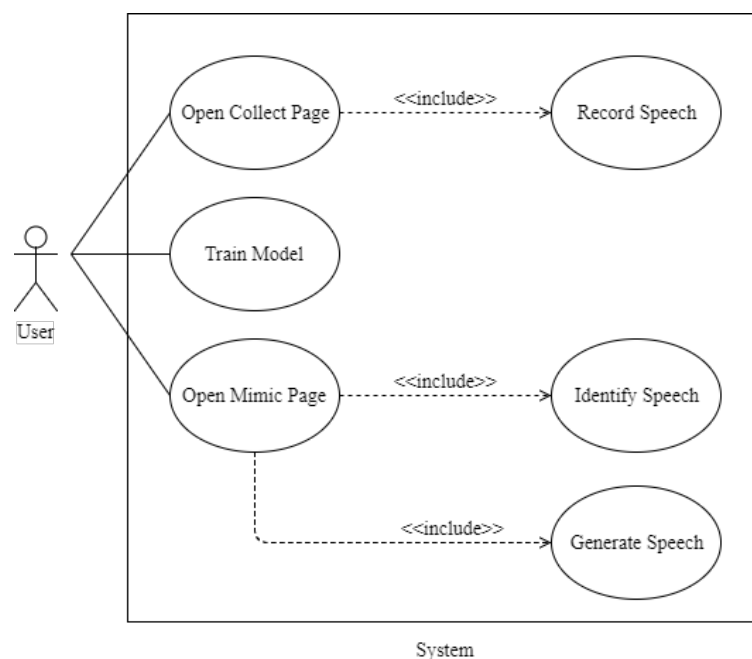 Open Collect Page
<<include>>
Record Speech
Train Model
User
Open Mimic Page
<<include>>
Identify Speech
<<include>>
Generate Speech
System